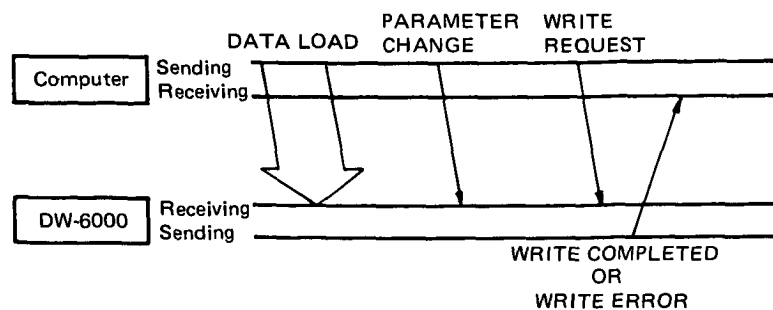 DATA LOAD
PARAMETER
CHANGE
WRITE
REQUEST
Computer
Sending
Receiving
DW-6000
Receiving
Sending
WRITE COMPLETED
OR
WRITE ERROR